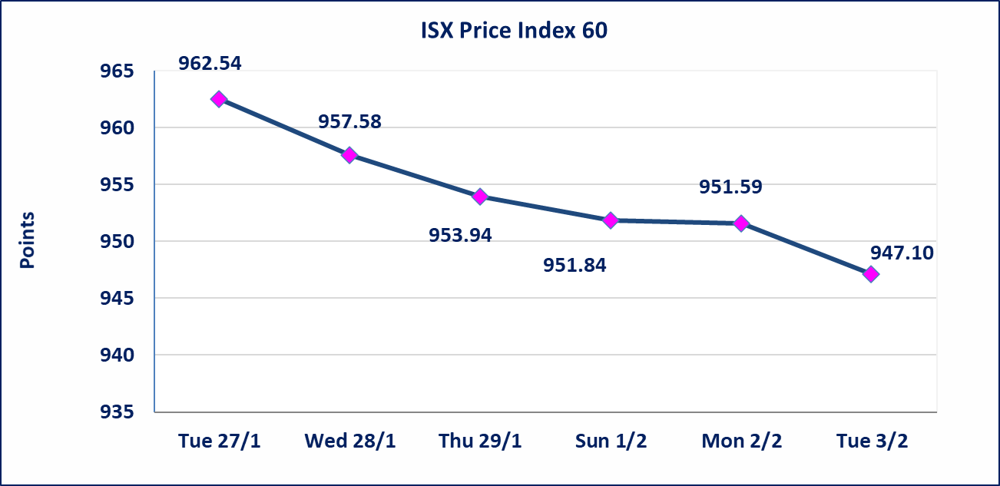 ISX Price Index 60
Points
965
960
955
950
945
940
935
962.54
957.58
953.94
951.84
951.59
947.10
Tue 27/1
Wed 28/1
Thu 29/1
Sun 1/2
Mon 2/2
Tue 3/2